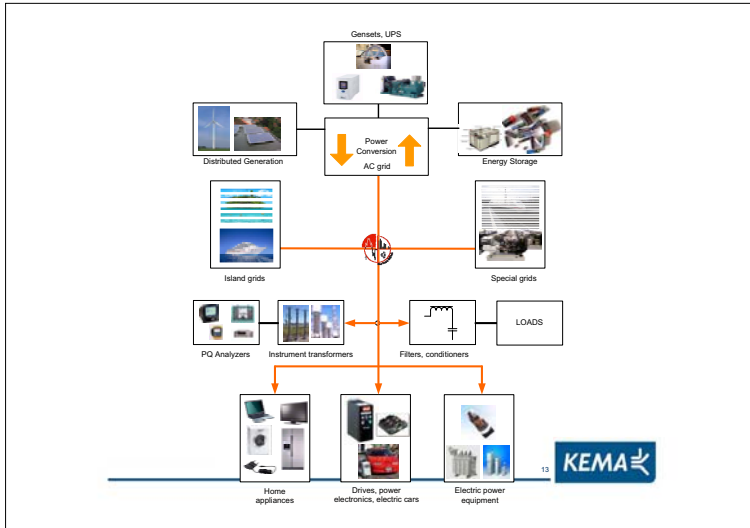 Gensets, UPS
Power
Conversion
AC grid
Distributed Generation
Energy Storage
Island grids
Special grids
LOADS
PQ Analyzers
Instrument transformers
Filters, conditioners
Home
appliances
Drives, power
electronics, electric cars
Electric power
equipment
13
KEMA